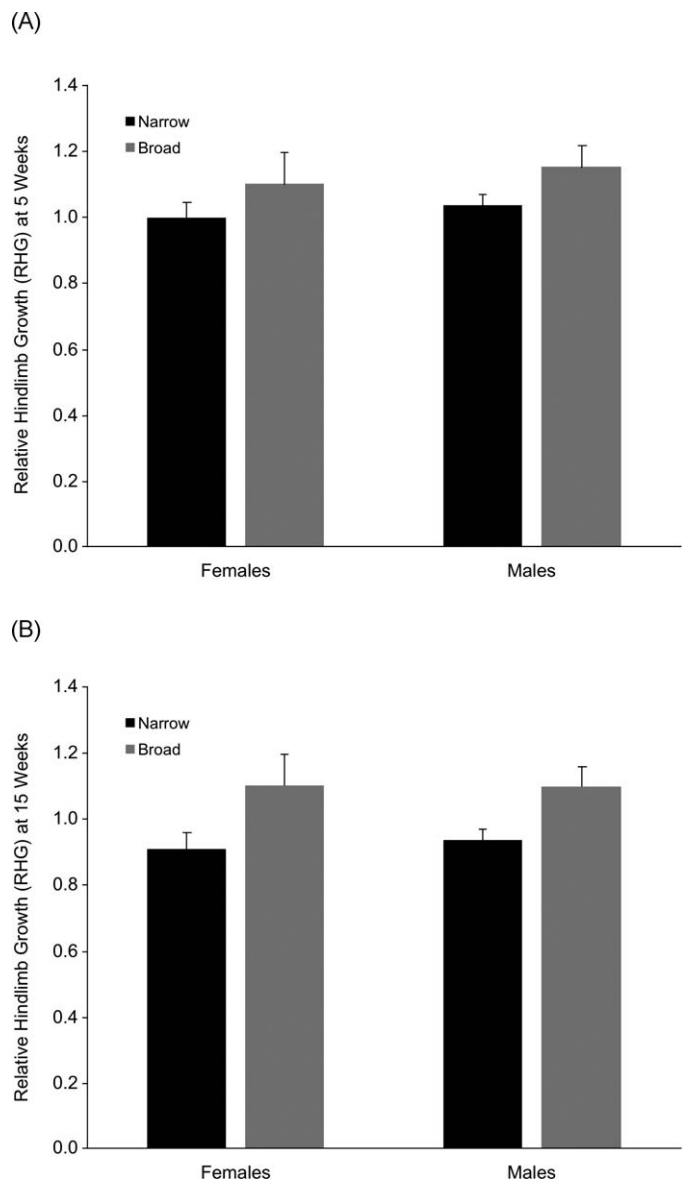 (A)
Relative Hindlimb Growth (RHG) at 5 Weeks
1.4
1.2
1.0
0.8
0.6
0.4
0.2
0.0
Narrow
Broad
Females Males
(B)
Relative Hindlimb Growth (RHG) at 15 Weeks
1.4
1.2
1.0
0.8
0.6
0.4
0.2
0.0
Narrow
Broad
Females Males